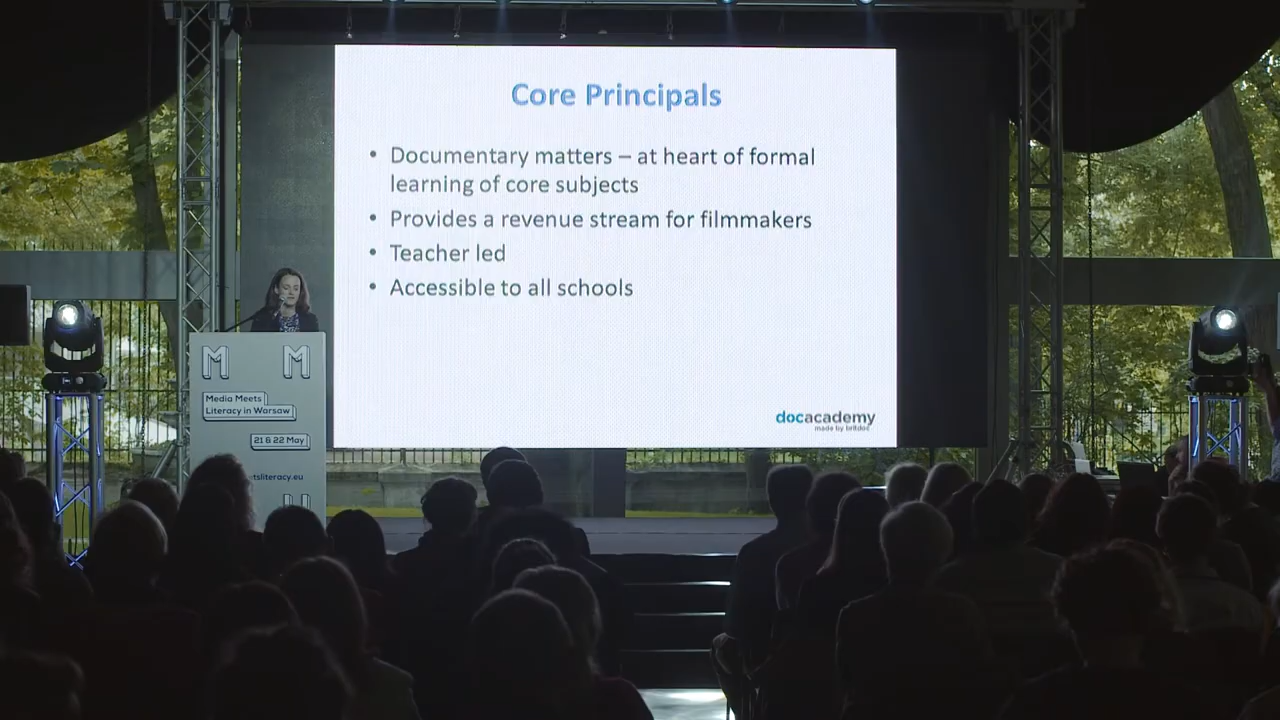 Core Principals
• Documentary matters – at heart of formal
learning of core subjects
• Provides a revenue stream for filmmakers
• Teacher led
• Accessible to all schools
docacademy
made by britdoc
M M
Media Meets
Literacy in Warsaw
21 & 22 May
tsliteracy.eu
M